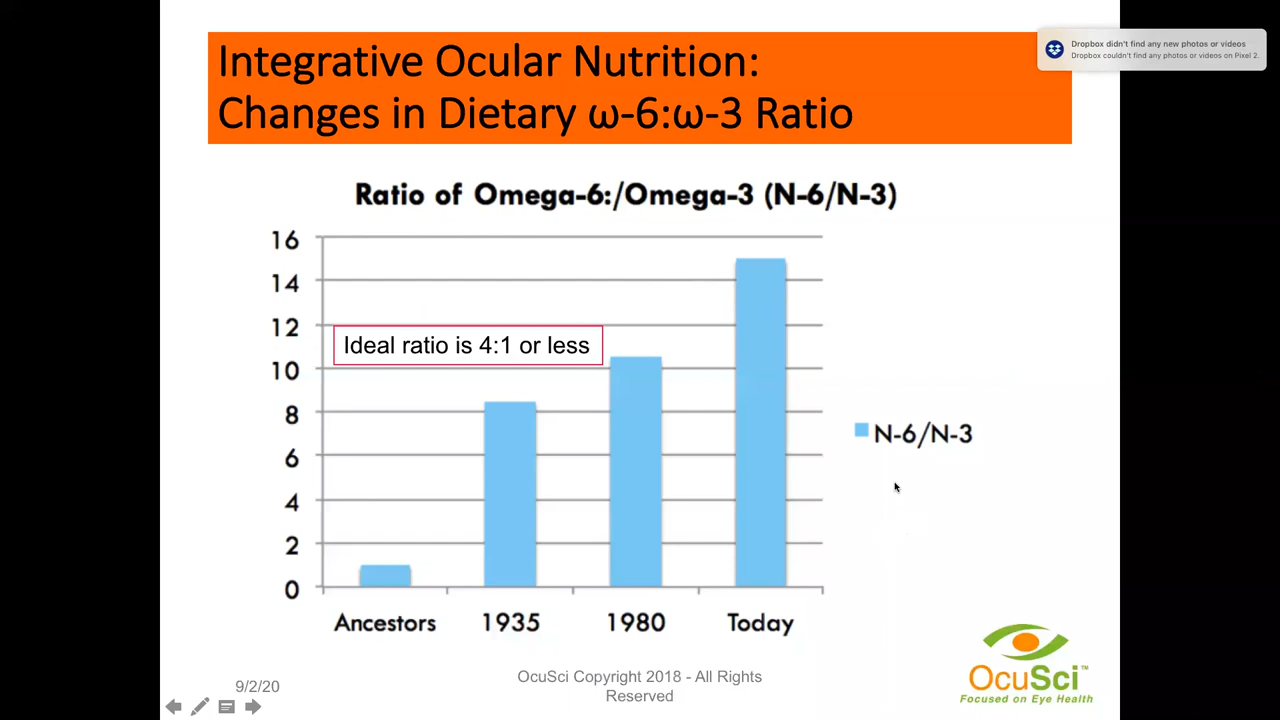 Integrative Ocular Nutrition:
Changes in Dietary ω-6:ω-3 Ratio
Dropbox didn't find any new photos or videos
Dropbox couldn't find any photos or videos on Pixel 2.
Ratio of Omega-6:/Omega-3 (N-6/N-3)
16
14
12
10
8
6
4
2
0
Ideal ratio is 4:1 or less
N-6/N-3
Ancestors 1935 1980 Today
9/2/20
OcuSci Copyright 2018 - All Rights
Reserved
OcuSci™
Focused on Eye Health